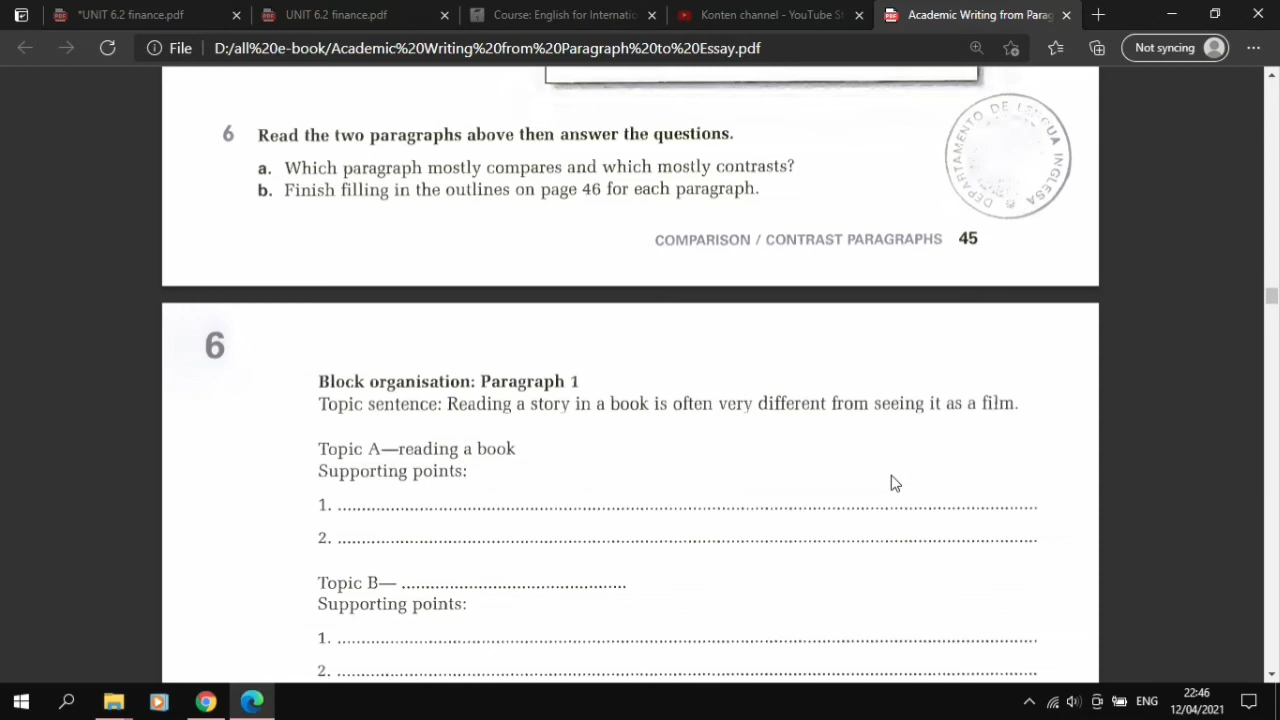 *UNIT 6.2 finance.pdf
UNIT 6.2 finance.pdf
Course: English for Internatio
Konten channel - YouTube S
Academic Writing from Parag
File
D:/all%20e-book/Academic%20Writing%20from%20Paragraph%20to%20Essay.pdf
Not syncing
6 Read the two paragraphs above then answer the questions.
a. Which paragraph mostly compares and which mostly contrasts?
b. Finish filling in the outlines on page 46 for each paragraph.
DEPARTAMENTO DE LENGUA INGLESA
COMPARISON / CONTRAST PARAGRAPHS 45
6
Block organisation: Paragraph 1
Topic sentence: Reading a story in a book is often very different from seeing it as a film.
Topic A—reading a book
Supporting points:
1.
2.
Topic B—
Supporting points:
1.
2.
ENG
22:46
12/04/2021